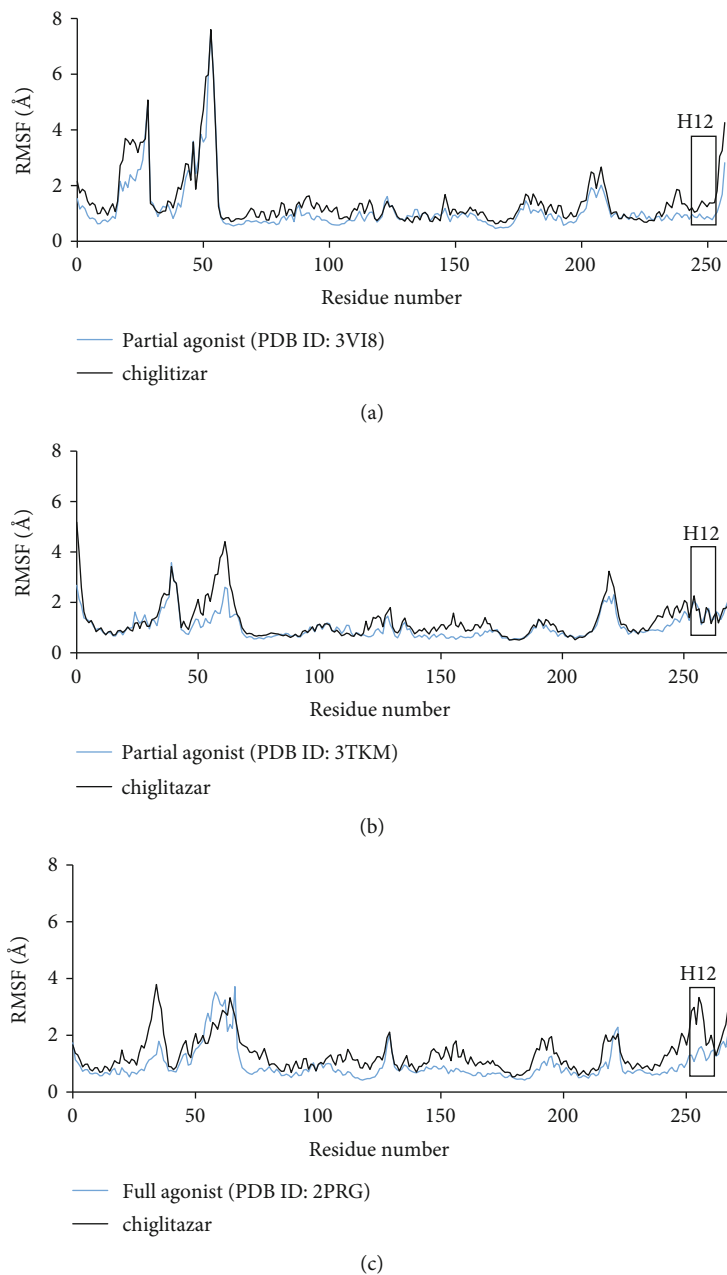 8
6
4
2
0
RMSF (Å)
H12
0 50 100 150 200 250
Residue number
Partial agonist (PDB ID: 3VI8)
chiglitizar
(a)
8
6
4
2
0
RMSF (Å)
H12
0 50 100 150 200 250
Residue number
Partial agonist (PDB ID: 3TKM)
chiglitazar
(b)
8
6
4
2
0
RMSF (Å)
H12
0 50 100 150 200 250
Residue number
Full agonist (PDB ID: 2PRG)
chiglitazar
(c)